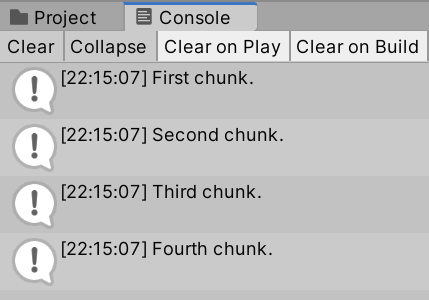 Project Console
Clear Collapse Clear on Play Clear on Build
[22:15:07] First chunk.
[22:15:07] Second chunk.
[22:15:07] Third chunk.
[22:15:07] Fourth chunk.